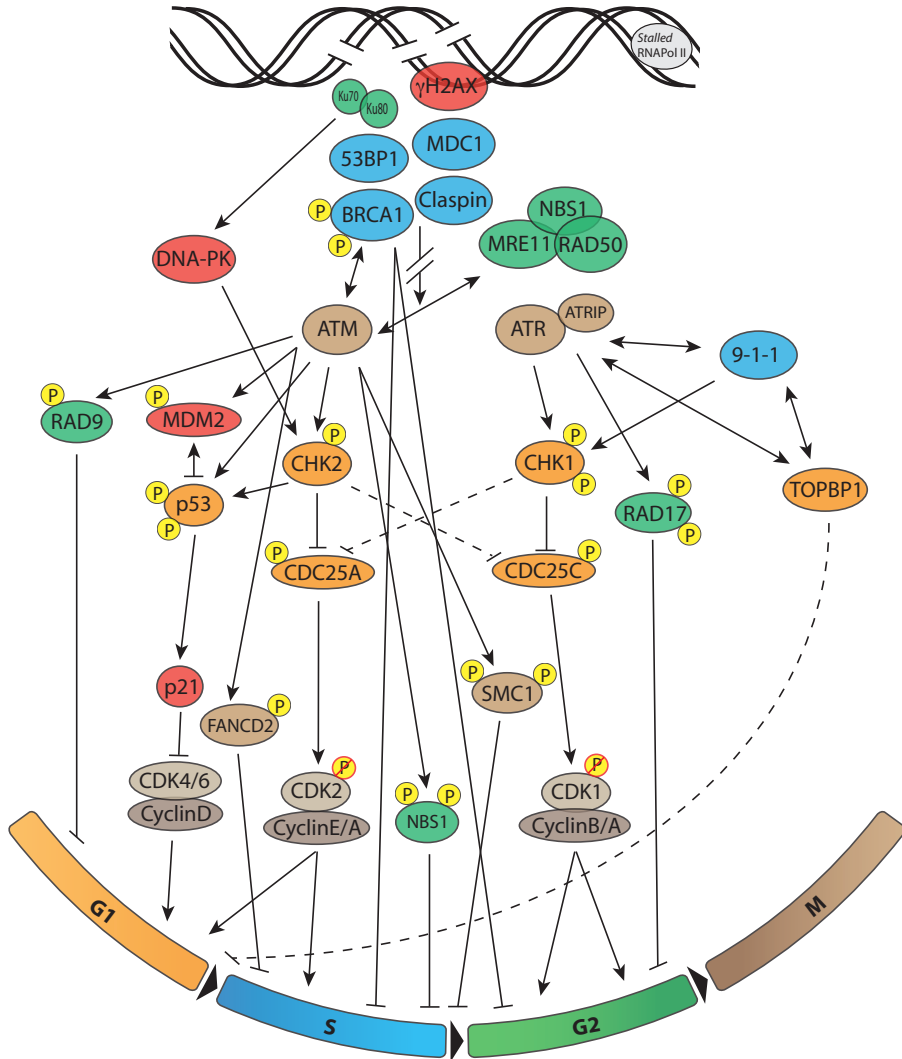 Stalled
RNAPol II
γH2AX
Ku70
Ku80
53BP1
MDC1
P
BRCA1
P
Claspin
NBS1
MRE11
RAD50
DNA-PK
ATM
ATR
ATRIP
9-1-1
P
RAD9
P
MDM2
P
CHK2
P
CHK1
P
P
p53
P
TOPBP1
P
RAD17
P
P
CDC25A
P
CDC25C
p21
P
SMC1
P
FANCD2
P
CDK4/6
CyclinD
P
CDK2
CyclinE/A
P
P
NBS1
P
CDK1
CyclinB/A
G1
S
G2
M